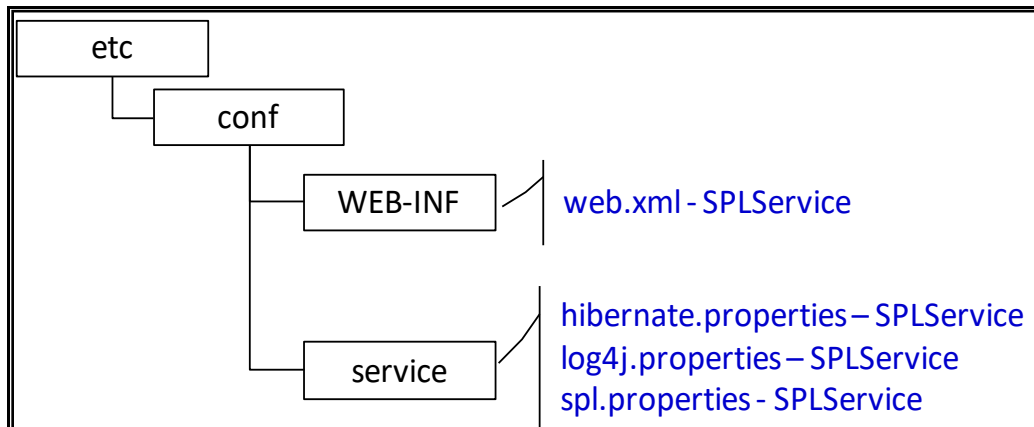 etc
conf
WEB-INF
web.xml - SPLService
hibernate.properties – SPLService
log4j.properties – SPLService
service
spl.properties - SPLService